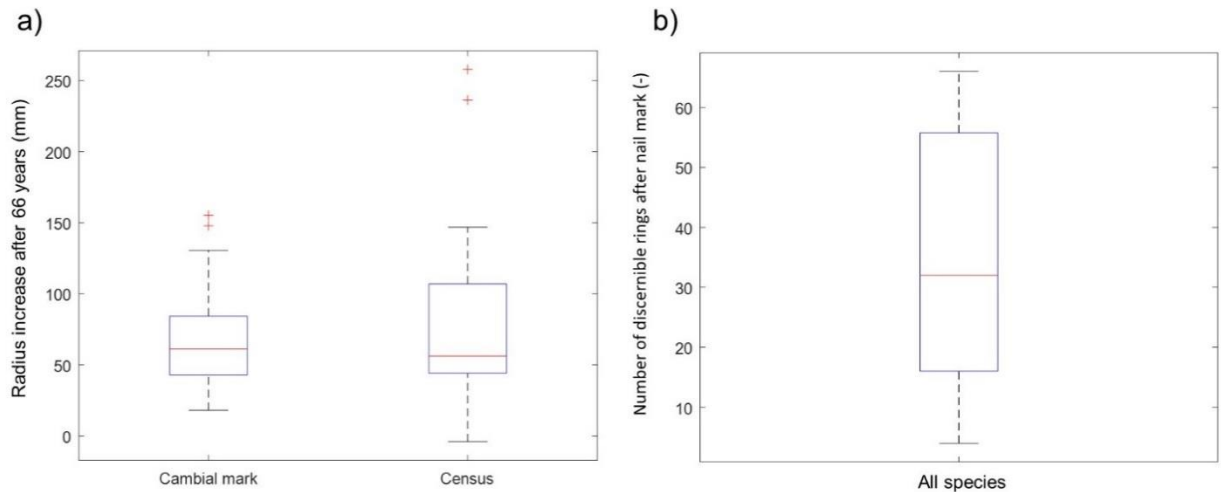 a)
Radius increase after 66 years (mm)
250
200
150
100
50
0
Cambial mark
Census
b)
Number of discernible rings after nail mark (-)
60
50
40
30
20
10
All species